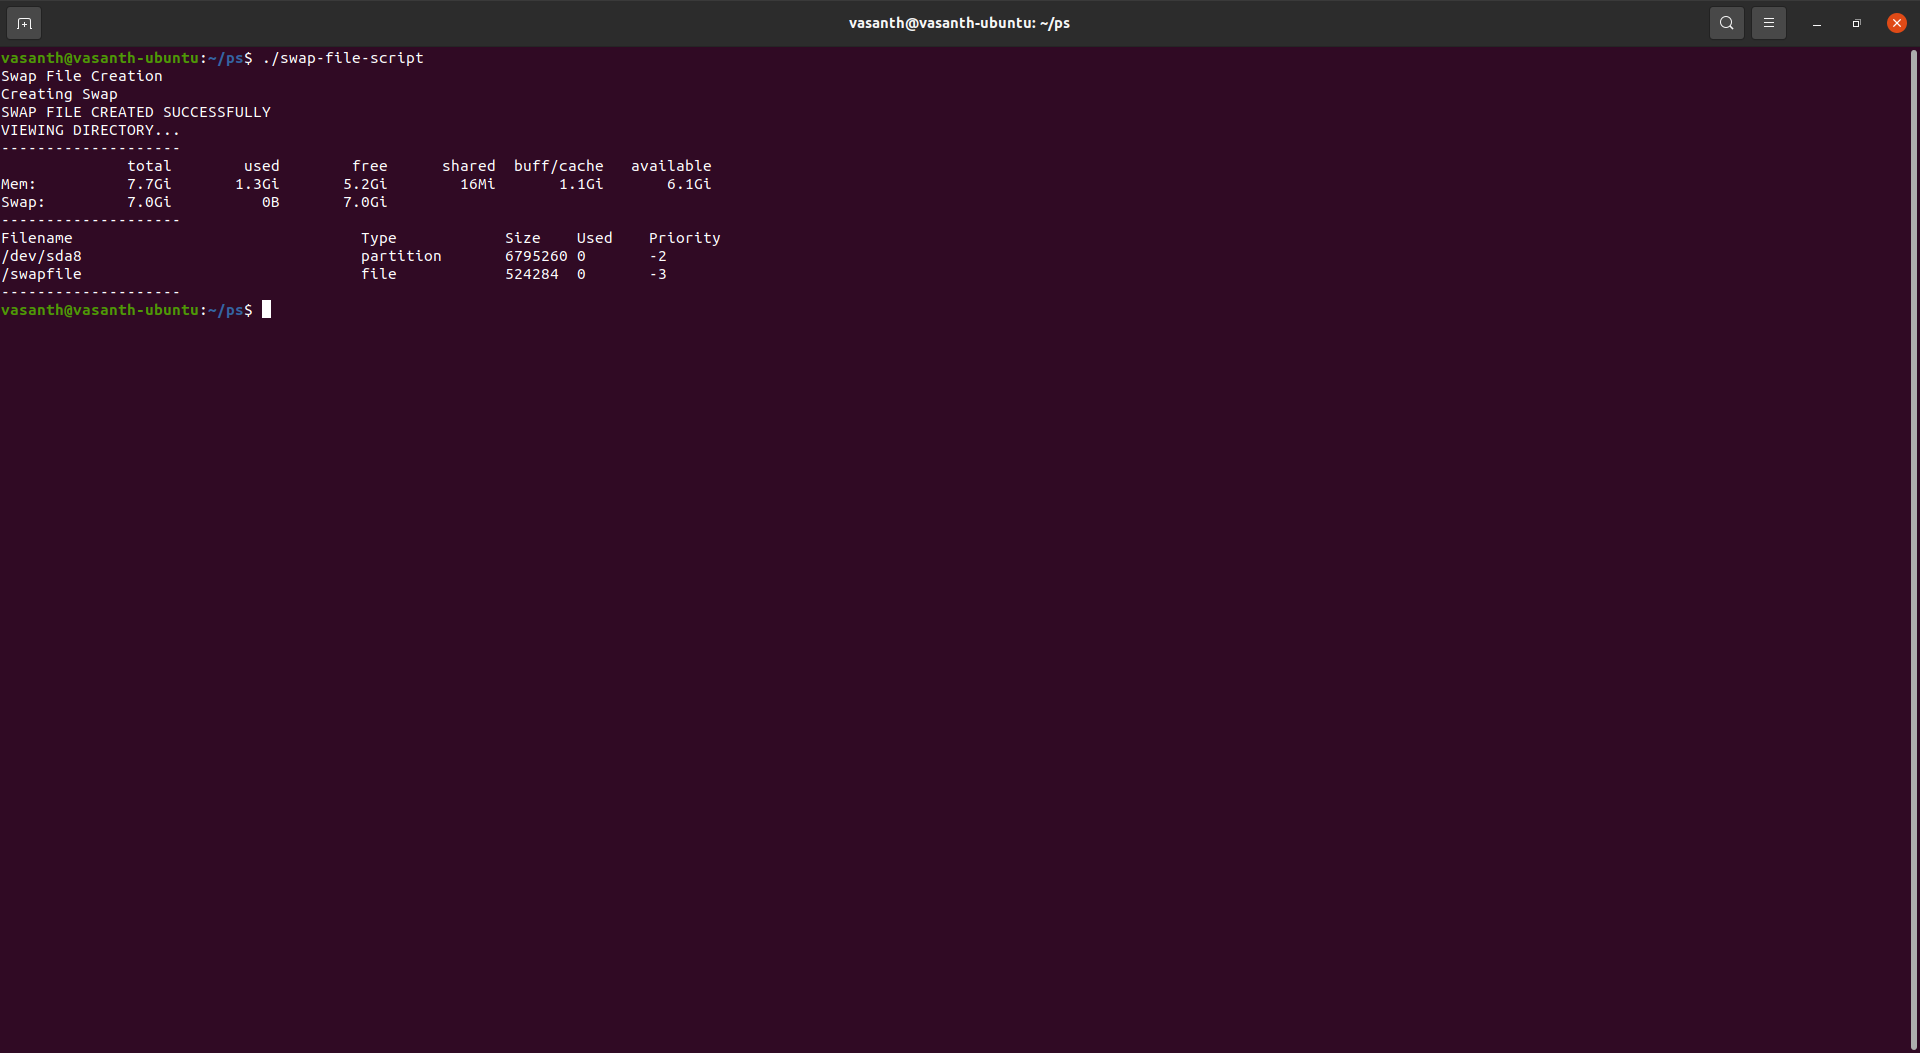 vasanth@vasanth-ubuntu: ~/ps
vasanth@vasanth-ubuntu:~/ps$ ./swap-file-script
Swap File Creation
Creating Swap
SWAP FILE CREATED SUCCESSFULLY
VIEWING DIRECTORY...
--------------------
              total        used        free      shared  buff/cache   available
Mem:          7.7Gi       1.3Gi       5.2Gi        16Mi       1.1Gi       6.1Gi
Swap:         7.0Gi          0B       7.0Gi
--------------------
Filename                                Type            Size    Used    Priority
/dev/sda8                               partition       6795260 0       -2
/swapfile                               file            524284  0       -3
--------------------
vasanth@vasanth-ubuntu:~/ps$